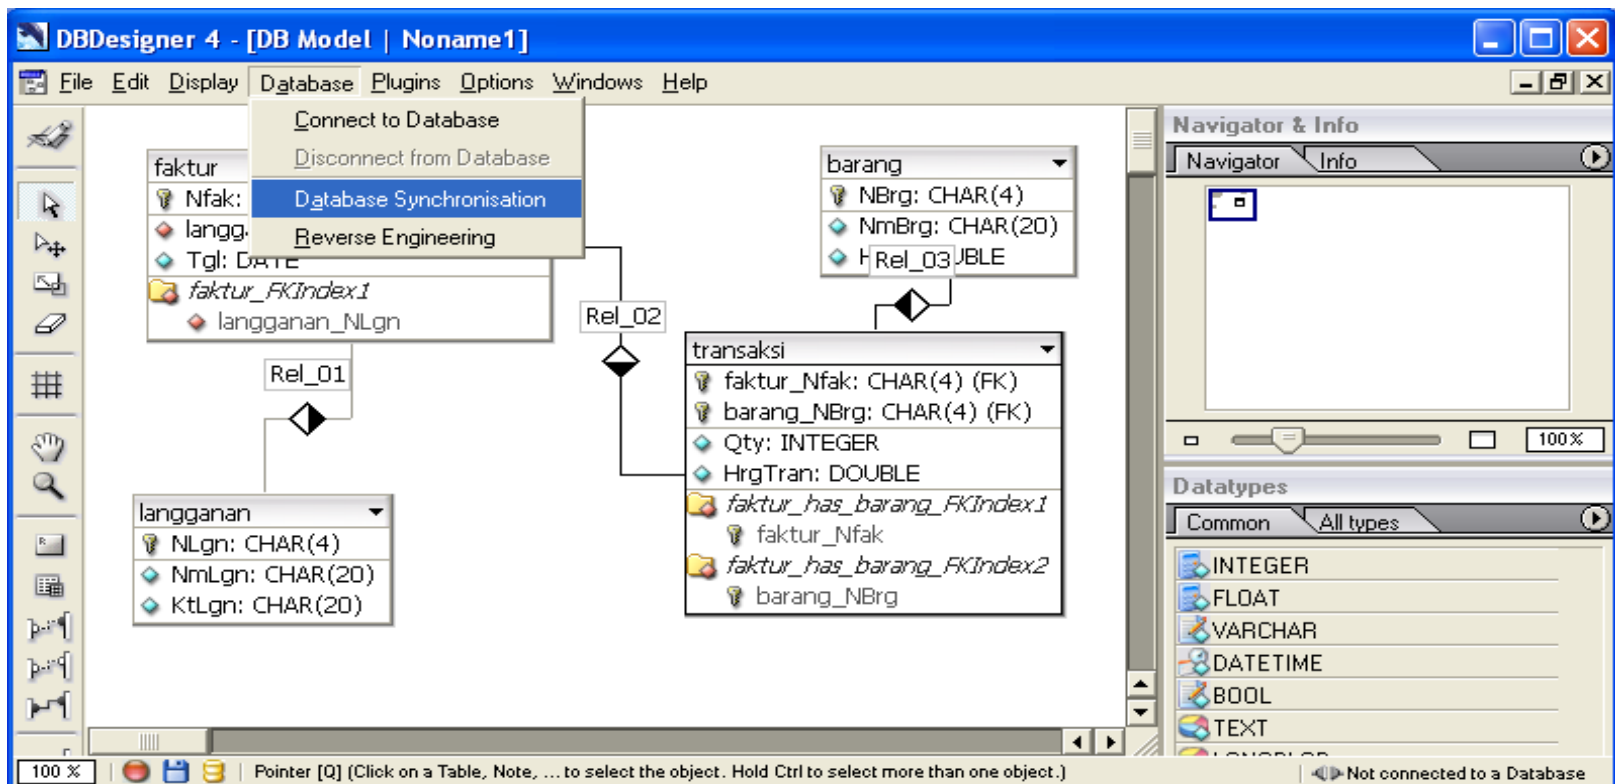 DBDesigner 4 - [DB Model | Noname1]
File Edit Display Database Plugins Options Windows Help
Connect to Database
Disconnect from Database
Database Synchronisation
Reverse Engineering
faktur
Nfak:
Tgl: DATE
faktur_FKIndex1
langganan_NLgn
Rel_01
Rel_02
barang
NBrg: CHAR(4)
NmBrg: CHAR(20)
Rel_03
transaksi
faktur_Nfak: CHAR(4) (FK)
barang_NBrg: CHAR(4) (FK)
Qty: INTEGER
HrgTran: DOUBLE
faktur_has_barang_FKIndex1
faktur_Nfak
faktur_has_barang_FKIndex2
barang_NBrg
langganan
NLgn: CHAR(4)
NmLgn: CHAR(20)
KtLgn: CHAR(20)
Navigator & Info
Navigator Info
100%
Datatypes
Common All types
INTEGER
FLOAT
VARCHAR
DATETIME
BOOL
TEXT
100 % Pointer [Q] (Click on a Table, Note, ... to select the object. Hold Ctrl to select more than one object.) Not connected to a Database